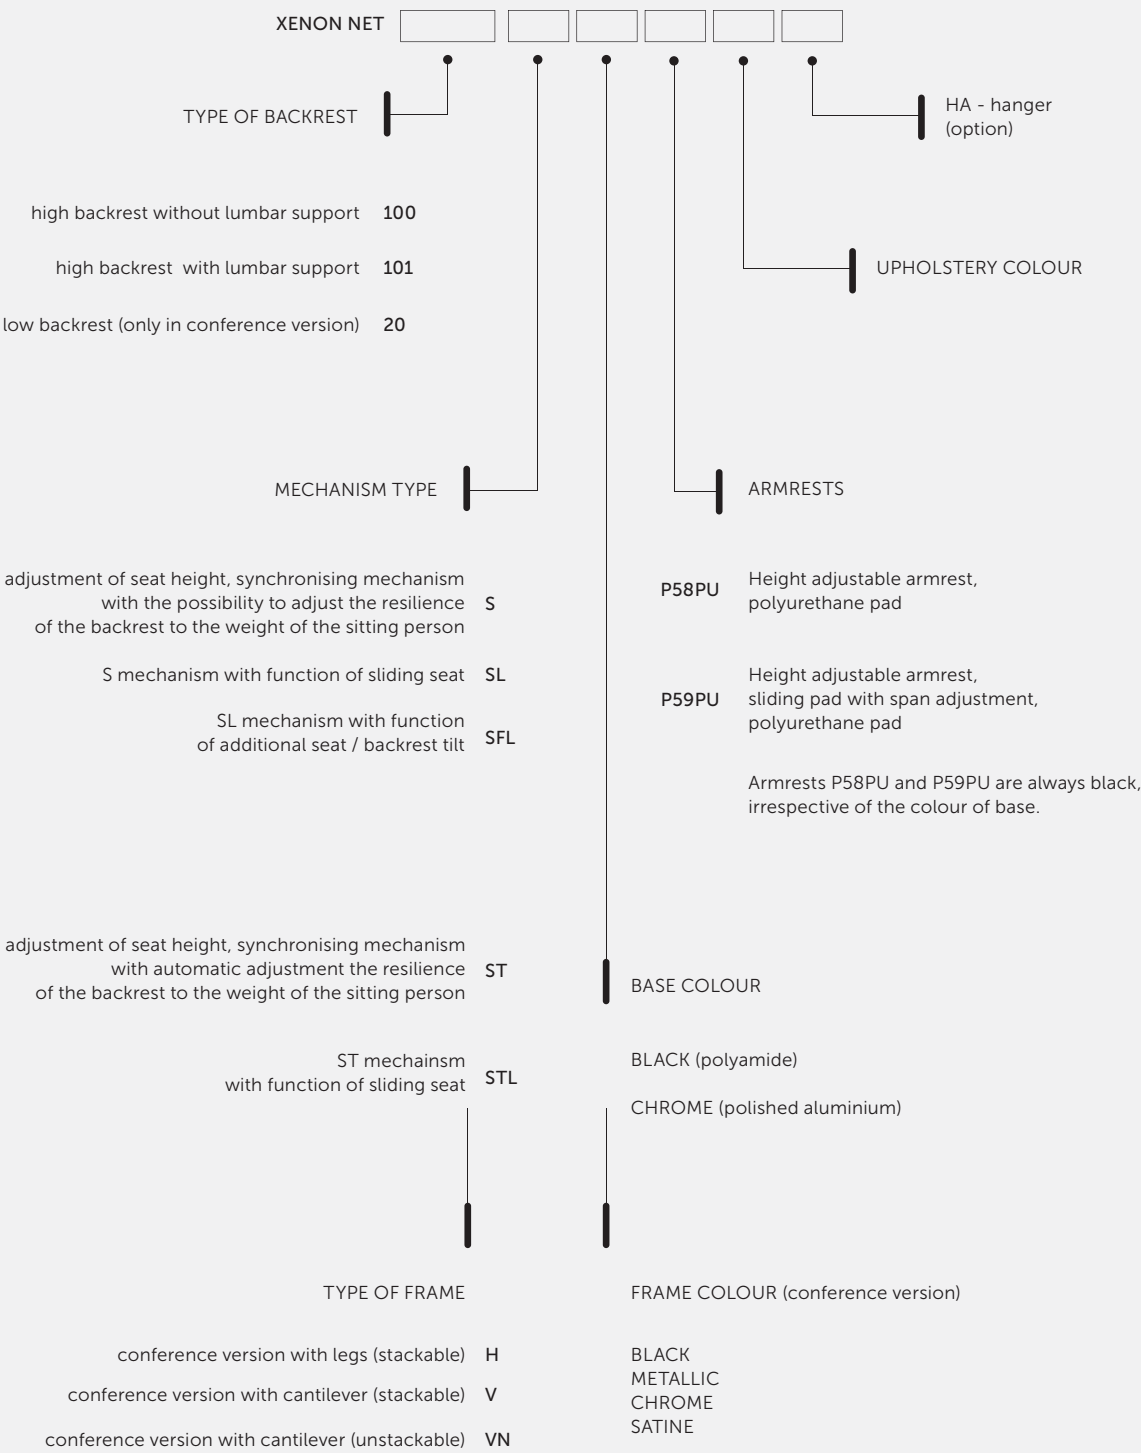 XENON NET
TYPE OF BACKREST
HA - hanger
(option)
high backrest without lumbar support 100
high backrest with lumbar support 101
UPHOLSTERY COLOUR
low backrest (only in conference version) 20
MECHANISM TYPE
ARMRESTS
adjustment of seat height, synchronising mechanism
with the possibility to adjust the resilience S
of the backrest to the weight of the sitting person
P58PU Height adjustable armrest,
polyurethane pad
S mechanism with function of sliding seat SL
SL mechanism with function
of additional seat / backrest tilt SFL
Height adjustable armrest,
P59PU sliding pad with span adjustment,
polyurethane pad
Armrests P58PU and P59PU are always black,
irrespective of the colour of base.
adjustment of seat height, synchronising mechanism
with automatic adjustment the resilience ST
of the backrest to the weight of the sitting person
BASE COLOUR
ST mechainsm
with function of sliding seat STL
BLACK (polyamide)
CHROME (polished aluminium)
TYPE OF FRAME
FRAME COLOUR (conference version)
conference version with legs (stackable) H
conference version with cantilever (stackable) V
conference version with cantilever (unstackable) VN
BLACK
METALLIC
CHROME
SATINE